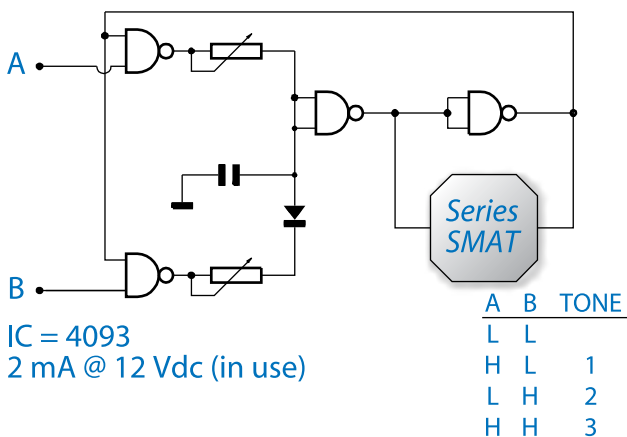 A
Series
SMAT
B
IC = 4093
2 mA @ 12 Vdc (in use)
A B TONE
L L
H L 1
L H 2
H H 3